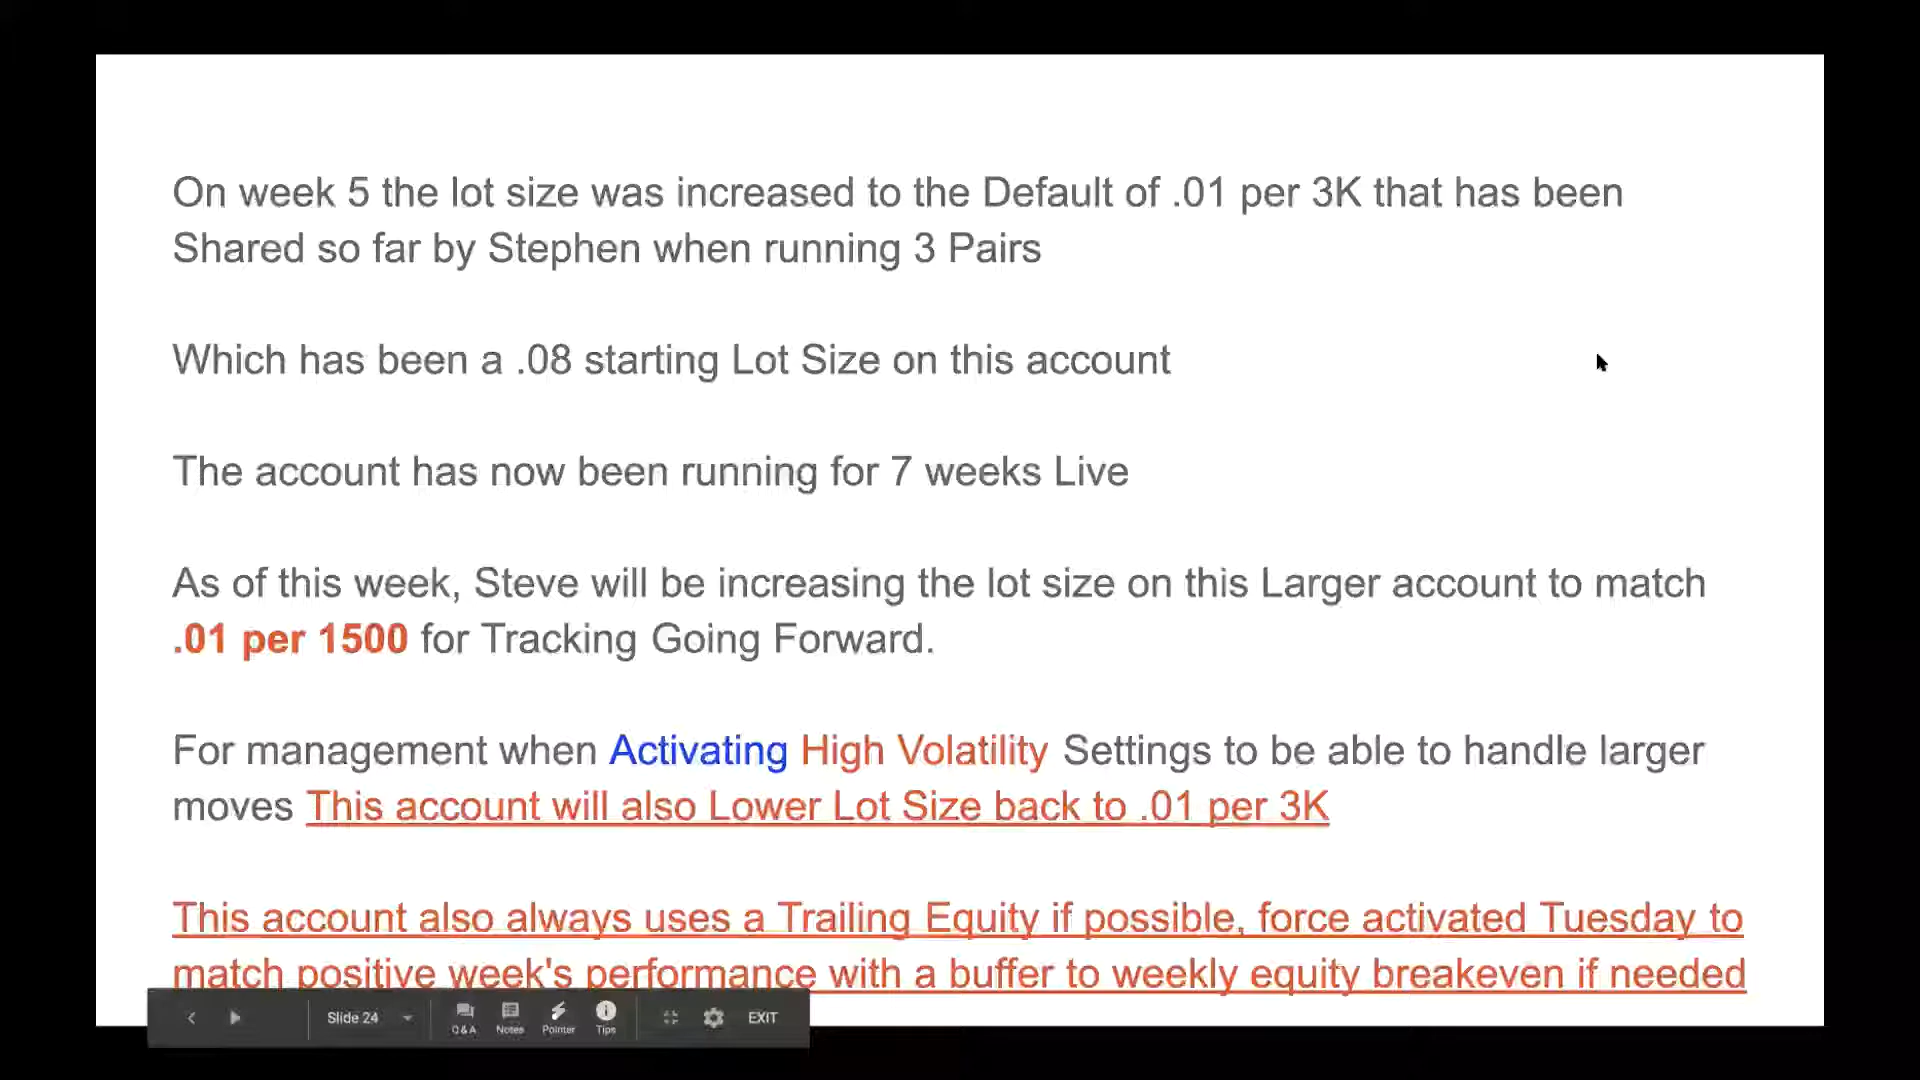 On week 5 the lot size was increased to the Default of .01 per 3K that has been
Shared so far by Stephen when running 3 Pairs
Which has been a .08 starting Lot Size on this account
The account has now been running for 7 weeks Live
As of this week, Steve will be increasing the lot size on this Larger account to match
.01 per 1500 for Tracking Going Forward.
For management when Activating High Volatility Settings to be able to handle larger
moves This account will also Lower Lot Size back to .01 per 3K
This account also always uses a Trailing Equity if possible, force activated Tuesday to
match positive week's performance with a buffer to weekly equity breakeven if needed
Slide 24 Q&A Notes Pointer Tips EXIT